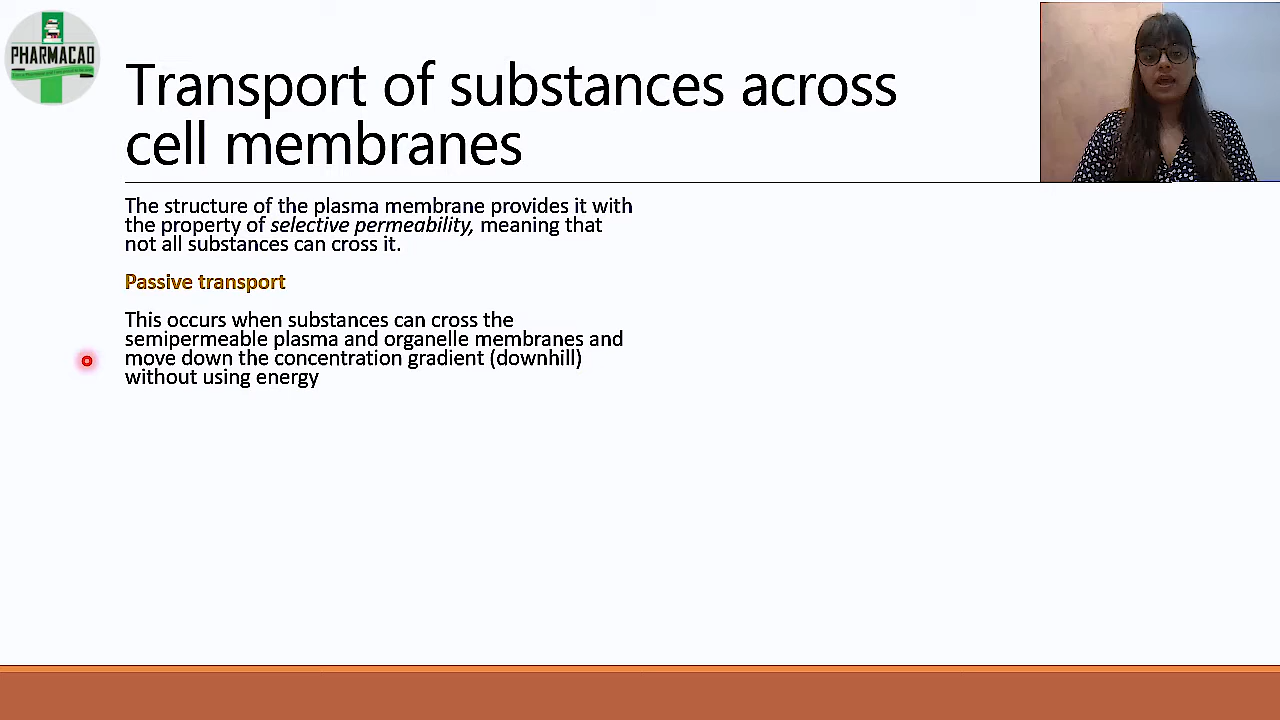 PHARMACAD
Transport of substances across
cell membranes
The structure of the plasma membrane provides it with
the property of selective permeability, meaning that
not all substances can cross it.
Passive transport
This occurs when substances can cross the
semipermeable plasma and organelle membranes and
move down the concentration gradient (downhill)
without using energy